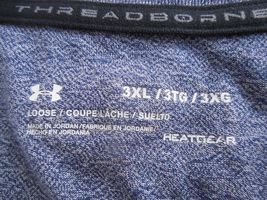 THREADBORNE
3XL / 3TG / 3XG
LOOSE / COUPE LÂCHE / SUELTO
MADE IN JORDAN / FABRIQUÉ EN JORDANIE
HECHO EN JORDANIA
HEATGEAR